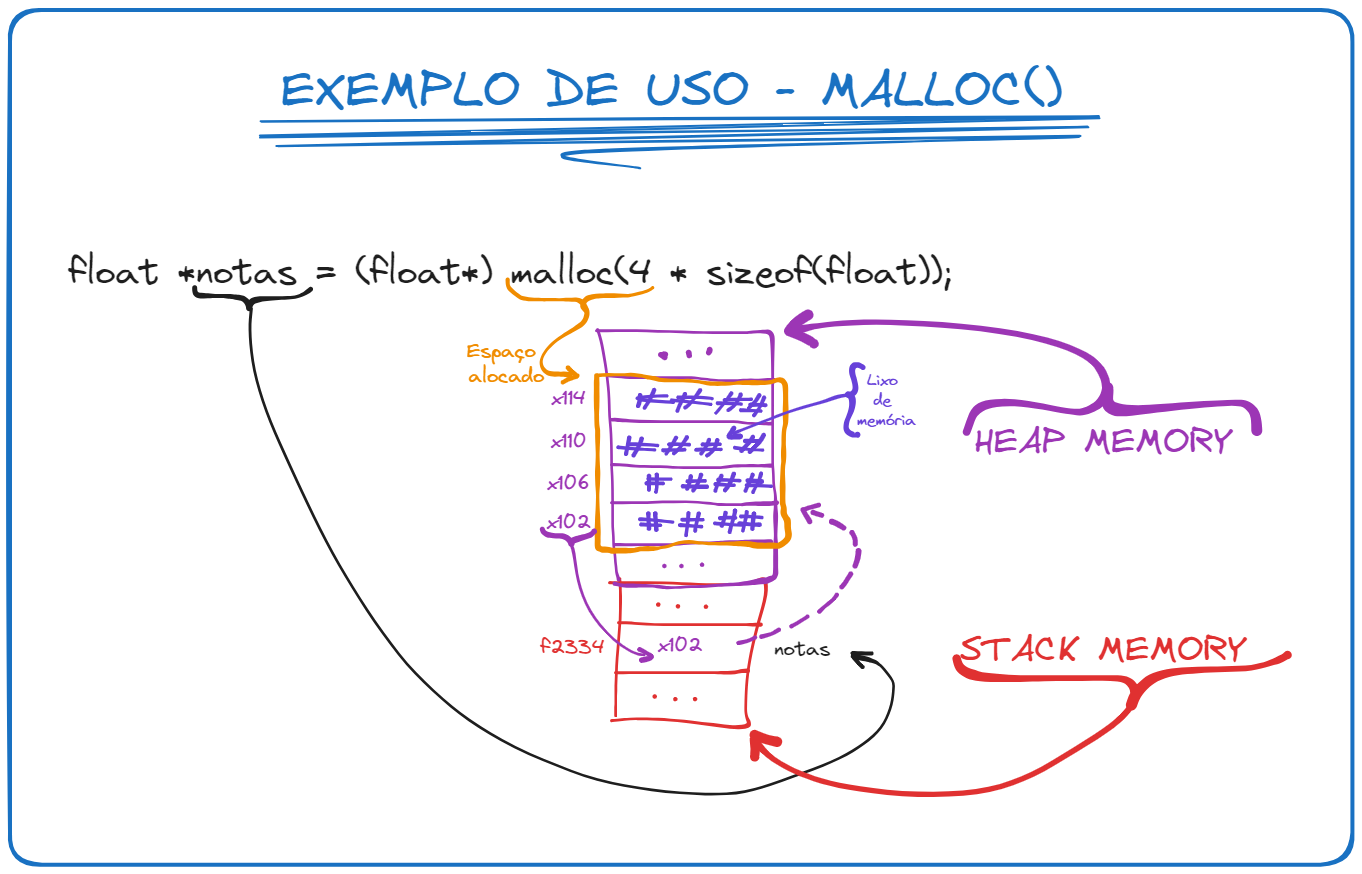 EXEMPLO DE USO - MALLOC()
float *notas = (float*) malloc(4 * sizeof(float));
Espaço
alocado
...
x114
## ##
Lixo
de
memória
x110
# # # #
x106
# # # #
x102
# # ##
...
HEAP MEMORY
...
f2334
x102
notas
...
STACK MEMORY